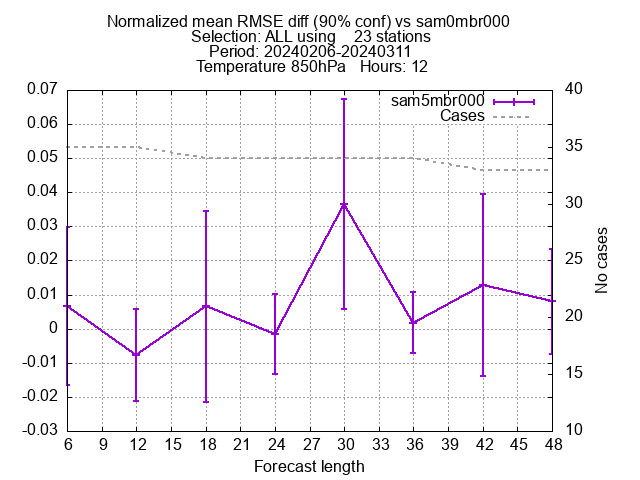 Normalized mean RMSE diff (90% conf) vs sam0mbr000
Selection: ALL using    23 stations
Period: 20240206-20240311
Temperature 850hPa   Hours: 12
sam5mbr000
Cases
0.07
0.06
0.05
0.04
0.03
0.02
0.01
0
-0.01
-0.02
-0.03
40
35
30
25
20
15
10
No cases
6 9 12 15 18 21 24 27 30 33 36 39 42 45 48
Forecast length